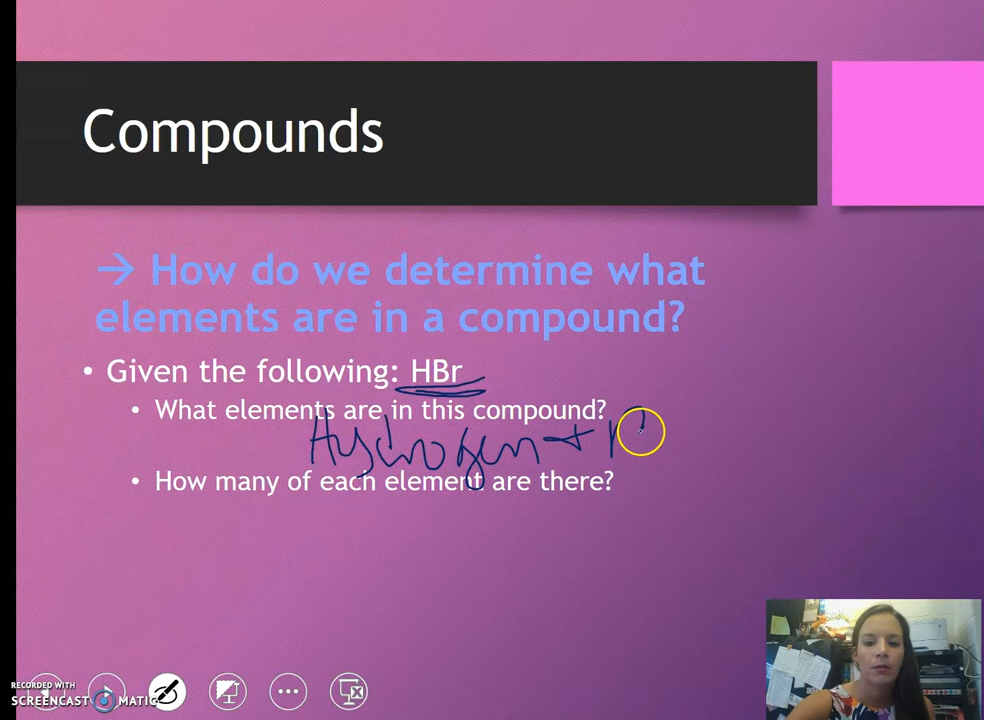 Compounds
→ How do we determine what
elements are in a compound?
• Given the following: HBr
• What elements are in this compound?
Hydrogen +
• How many of each element are there?
RECORDED WITH
SCREENCAST MATIC